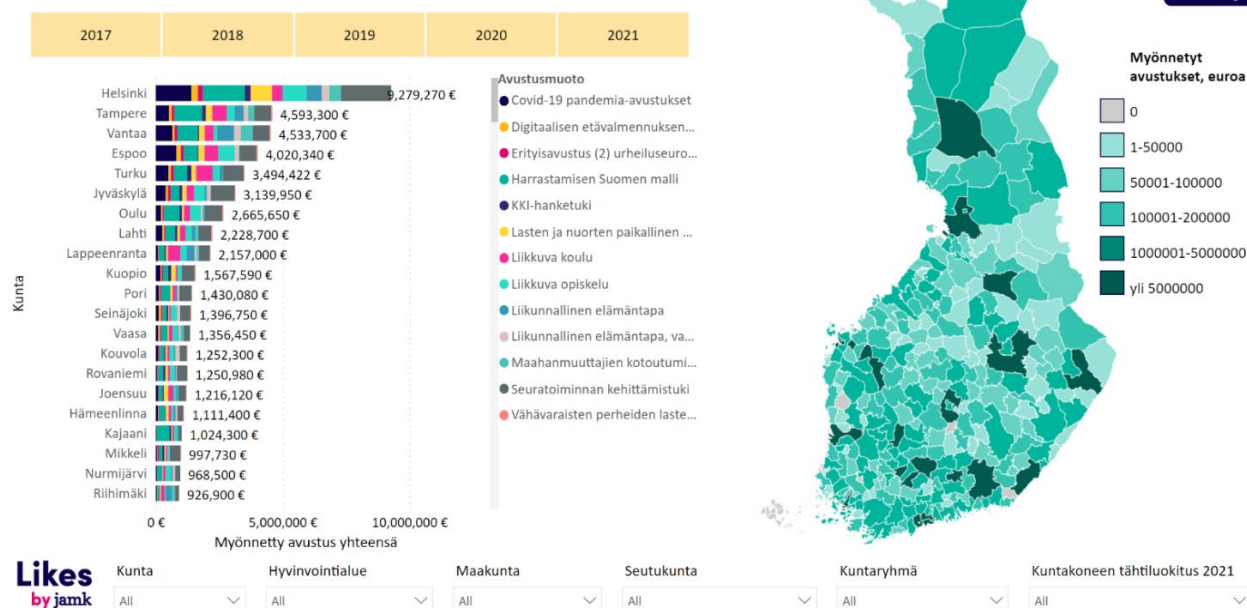 2017
2018
2019
2020
2021
Helsinki 9,279,270 €
Tampere 4,593,300 €
Vantaa 4,533,700 €
Espoo 4,020,340 €
Turku 3,494,422 €
Jyväskylä 3,139,950 €
Oulu 2,665,650 €
Lahti 2,228,700 €
Lappeenranta 2,157,000 €
Kuopio 1,567,590 €
Pori 1,430,080 €
Seinäjoki 1,396,750 €
Vaasa 1,356,450 €
Kouvola 1,252,300 €
Rovaniemi 1,250,980 €
Joensuu 1,216,120 €
Hämeenlinna 1,111,400 €
Kajaani 1,024,300 €
Mikkeli 997,730 €
Nurmijärvi 968,500 €
Riihimäki 926,900 €
Kunta
0 € 5,000,000 € 10,000,000 €
Myönnetty avustus yhteensä
Avustusmuoto
Covid-19 pandemia-avustukset
Digitaalisen etävalmennuksen...
Erityisavustus (2) urheiluseuro...
Harrastamisen Suomen malli
KKI-hanketuki
Lasten ja nuorten paikallinen ...
Liikkuva koulu
Liikkuva opiskelu
Liikunnallinen elämäntapa
Liikunnallinen elämäntapa, va...
Maahanmuuttajien kotoutumi...
Seuratoiminnan kehittämistuki
Vähävaraisten perheiden laste...
Myönnetyt
avustukset, euroa
0
1-50000
50001-100000
100001-200000
1000001-5000000
yli 5000000
Likes
by jamk
Kunta
All
Hyvinvointialue
All
Maakunta
All
Seutukunta
All
Kuntaryhmä
All
Kuntakoneen tähtiluokitus 2021
All